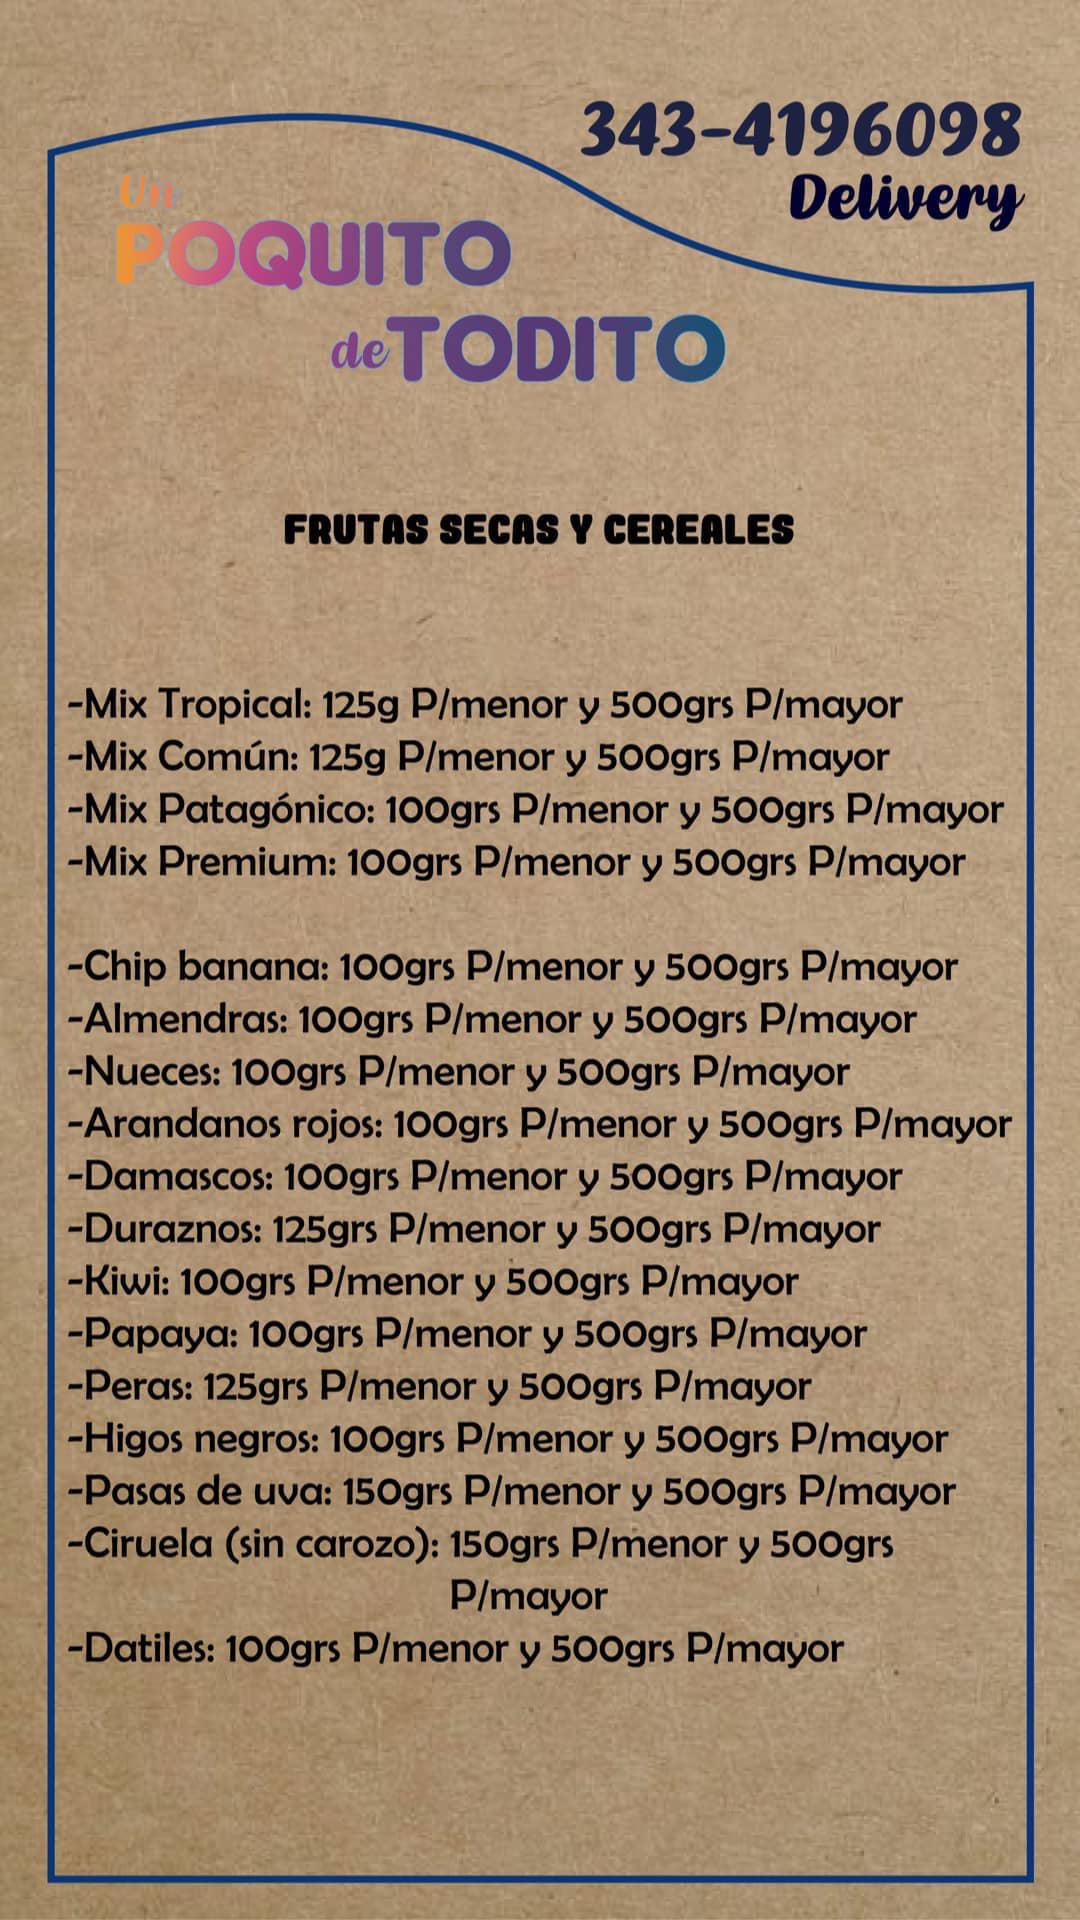 343-4196098
Delivery
Un
POQUITO
de TODITO
FRUTAS SECAS Y CEREALES
-Mix Tropical: 125g P/menor y 500grs P/mayor
-Mix Común: 125g P/menor y 500grs P/mayor
-Mix Patagónico: 100grs P/menor y 500grs P/mayor
-Mix Premium: 100grs P/menor y 500grs P/mayor
-Chip banana: 100grs P/menor y 500grs P/mayor
-Almendras: 100grs P/menor y 500grs P/mayor
-Nueces: 100grs P/menor y 500grs P/mayor
-Arandanos rojos: 100grs P/menor y 500grs P/mayor
-Damascos: 100grs P/menor y 500grs P/mayor
-Duraznos: 125grs P/menor y 500grs P/mayor
-Kiwi: 100grs P/menor y 500grs P/mayor
-Papaya: 100grs P/menor y 500grs P/mayor
-Peras: 125grs P/menor y 500grs P/mayor
-Higos negros: 100grs P/menor y 500grs P/mayor
-Pasas de uva: 150grs P/menor y 500grs P/mayor
-Ciruela (sin carozo): 150grs P/menor y 500grs
P/mayor
-Datiles: 100grs P/menor y 500grs P/mayor